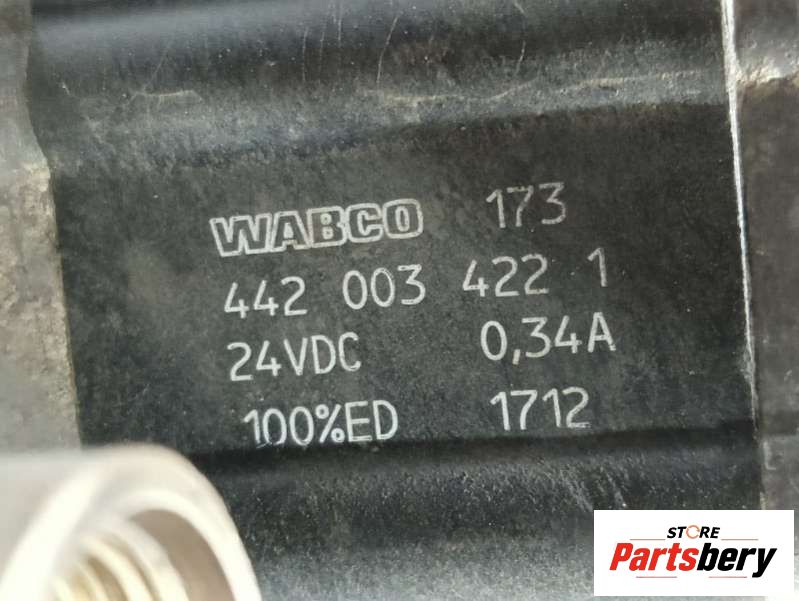 WABCO 173
442 003 422 1
24VDC 0,34A
100%ED 1712
STORE
Partsbery